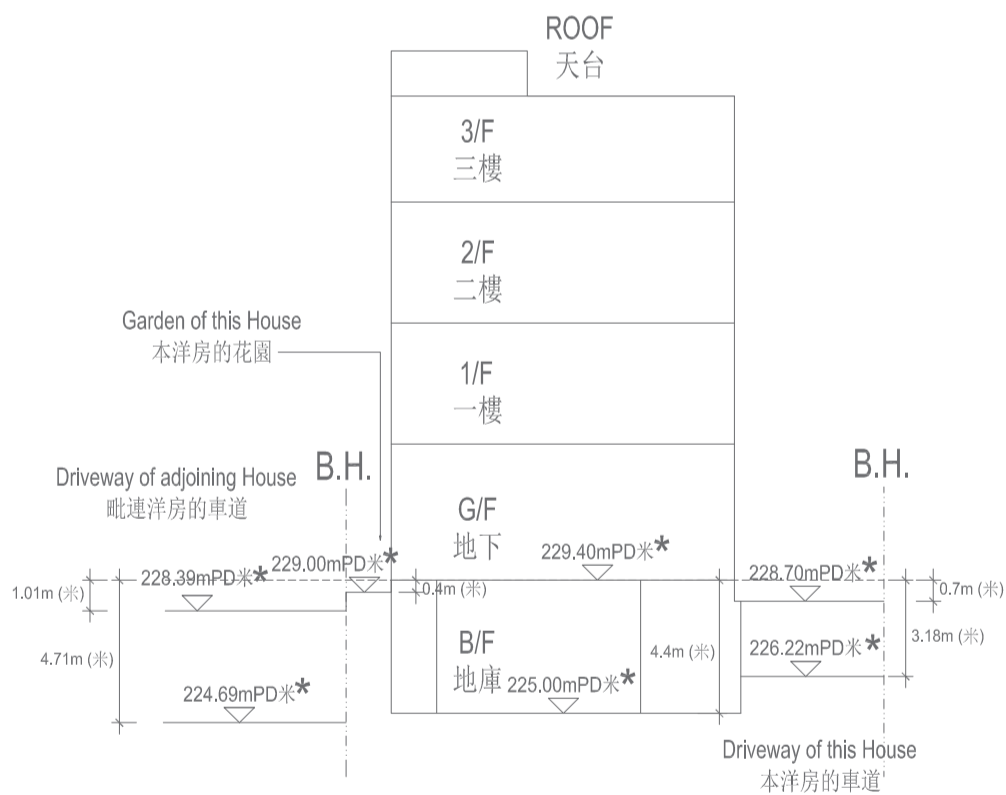 ROOF
天台
3/F
三樓
2/F
二樓
Garden of this House
本洋房的花園
1/F
一樓
Driveway of adjoining House
毗連洋房的車道
B.H.
B.H.
G/F
地下
229.00mPD米*
229.40mPD米*
228.39mPD米*
228.70mPD米*
1.01m (米)
0.4m (米)
0.7m (米)
4.71m (米)
B/F
地庫
4.4m (米)
226.22mPD米*
3.18m (米)
224.69mPD米*
225.00mPD米*
Driveway of this House
本洋房的車道